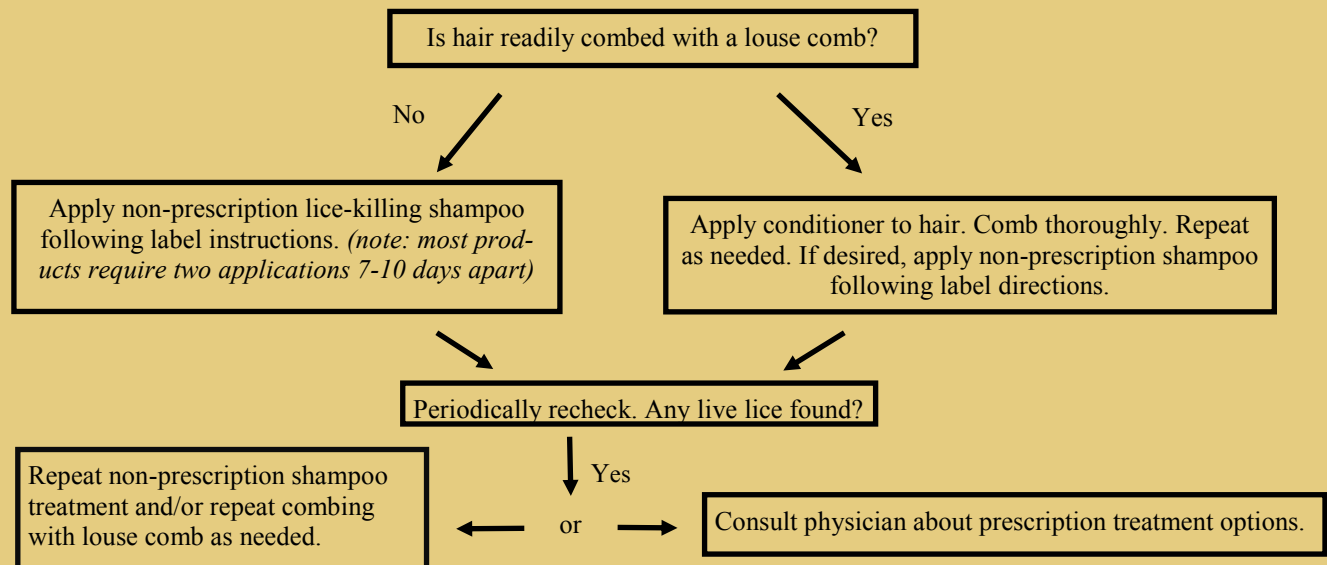 Is hair readily combed with a louse comb?
No
Yes
Apply non-prescription lice-killing shampoo
following label instructions. (note: most prod-
ucts require two applications 7-10 days apart)
Apply conditioner to hair. Comb thoroughly. Repeat
as needed. If desired, apply non-prescription shampoo
following label directions.
Periodically recheck. Any live lice found?
Yes
Repeat non-prescription shampoo
treatment and/or repeat combing
with louse comb as needed.
or
Consult physician about prescription treatment options.